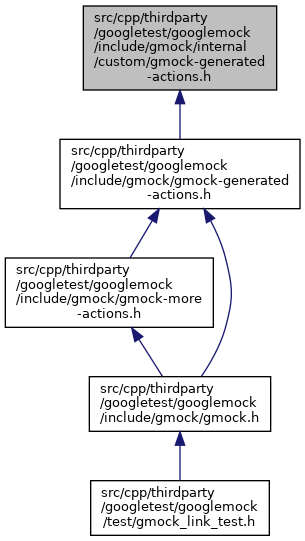 src/cpp/thirdparty
/googletest/googlemock
/include/gmock/internal
/custom/gmock-generated
-actions.h
src/cpp/thirdparty
/googletest/googlemock
/include/gmock/gmock-generated
-actions.h
src/cpp/thirdparty
/googletest/googlemock
/include/gmock/gmock-more
-actions.h
src/cpp/thirdparty
/googletest/googlemock
/include/gmock/gmock.h
src/cpp/thirdparty
/googletest/googlemock
/test/gmock_link_test.h